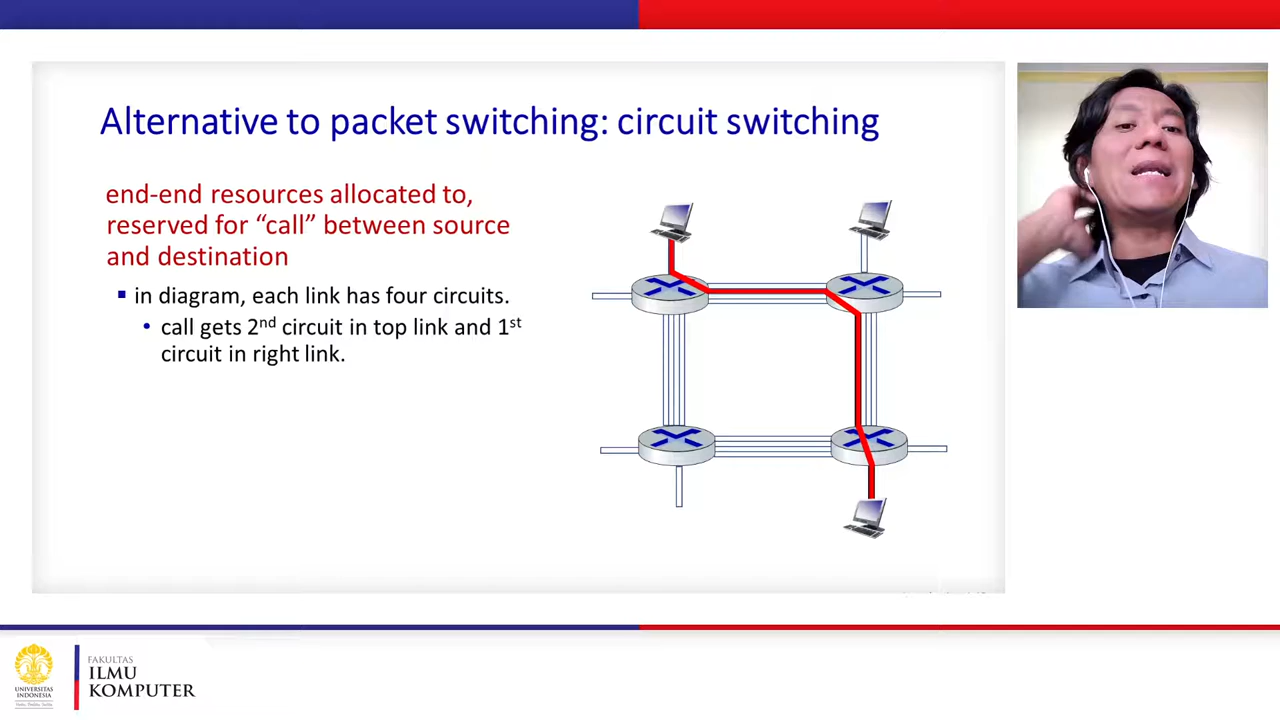 Alternative to packet switching: circuit switching
end-end resources allocated to,
reserved for “call” between source
and destination
▪ in diagram, each link has four circuits.
• call gets 2nd circuit in top link and 1st
circuit in right link.
UNIVERSITAS
INDONESIA
FAKULTAS
ILMU
KOMPUTER